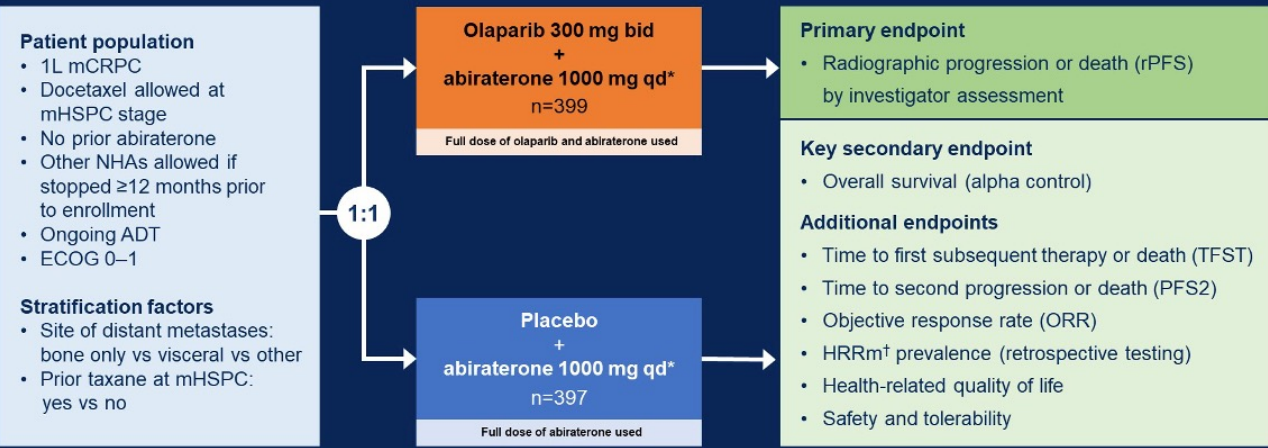 Patient population
• 1L mCRPC
• Docetaxel allowed at
mHSPC stage
• No prior abiraterone
• Other NHAs allowed if
stopped ≥12 months prior
to enrollment
• Ongoing ADT
• ECOG 0–1
Stratification factors
• Site of distant metastases:
bone only vs visceral vs other
• Prior taxane at mHSPC:
yes vs no
1:1
Olaparib 300 mg bid
+
abiraterone 1000 mg qd*
n=399
Full dose of olaparib and abiraterone used
Placebo
+
abiraterone 1000 mg qd*
n=397
Full dose of abiraterone used
Primary endpoint
• Radiographic progression or death (rPFS)
by investigator assessment
Key secondary endpoint
• Overall survival (alpha control)
Additional endpoints
• Time to first subsequent therapy or death (TFST)
• Time to second progression or death (PFS2)
• Objective response rate (ORR)
• HRRm† prevalence (retrospective testing)
• Health-related quality of life
• Safety and tolerability